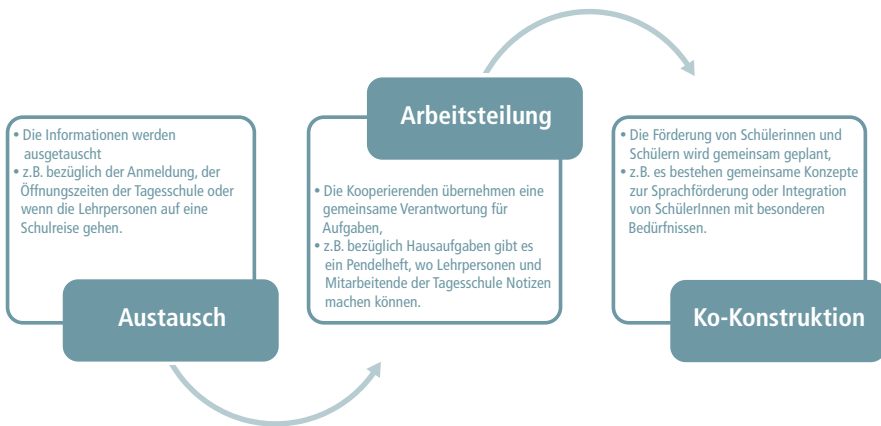 • Die Informationen werden
ausgetauscht
• z.B. bezüglich der Anmeldung, der
Öffnungszeiten der Tagesschule oder
wenn die Lehrpersonen auf eine
Schulreise gehen.
Austausch
Arbeitsteilung
• Die Kooperierenden übernehmen eine
gemeinsame Verantwortung für
Aufgaben,
• z.B. bezüglich Hausaufgaben gibt es
ein Pendelheft, wo Lehrpersonen und
Mitarbeitende der Tagesschule Notizen
machen können.
• Die Förderung von Schülerinnen und
Schülern wird gemeinsam geplant,
• z.B. es bestehen gemeinsame Konzepte
zur Sprachförderung oder Integration
von SchülerInnen mit besonderen
Bedürfnissen.
Ko-Konstruktion